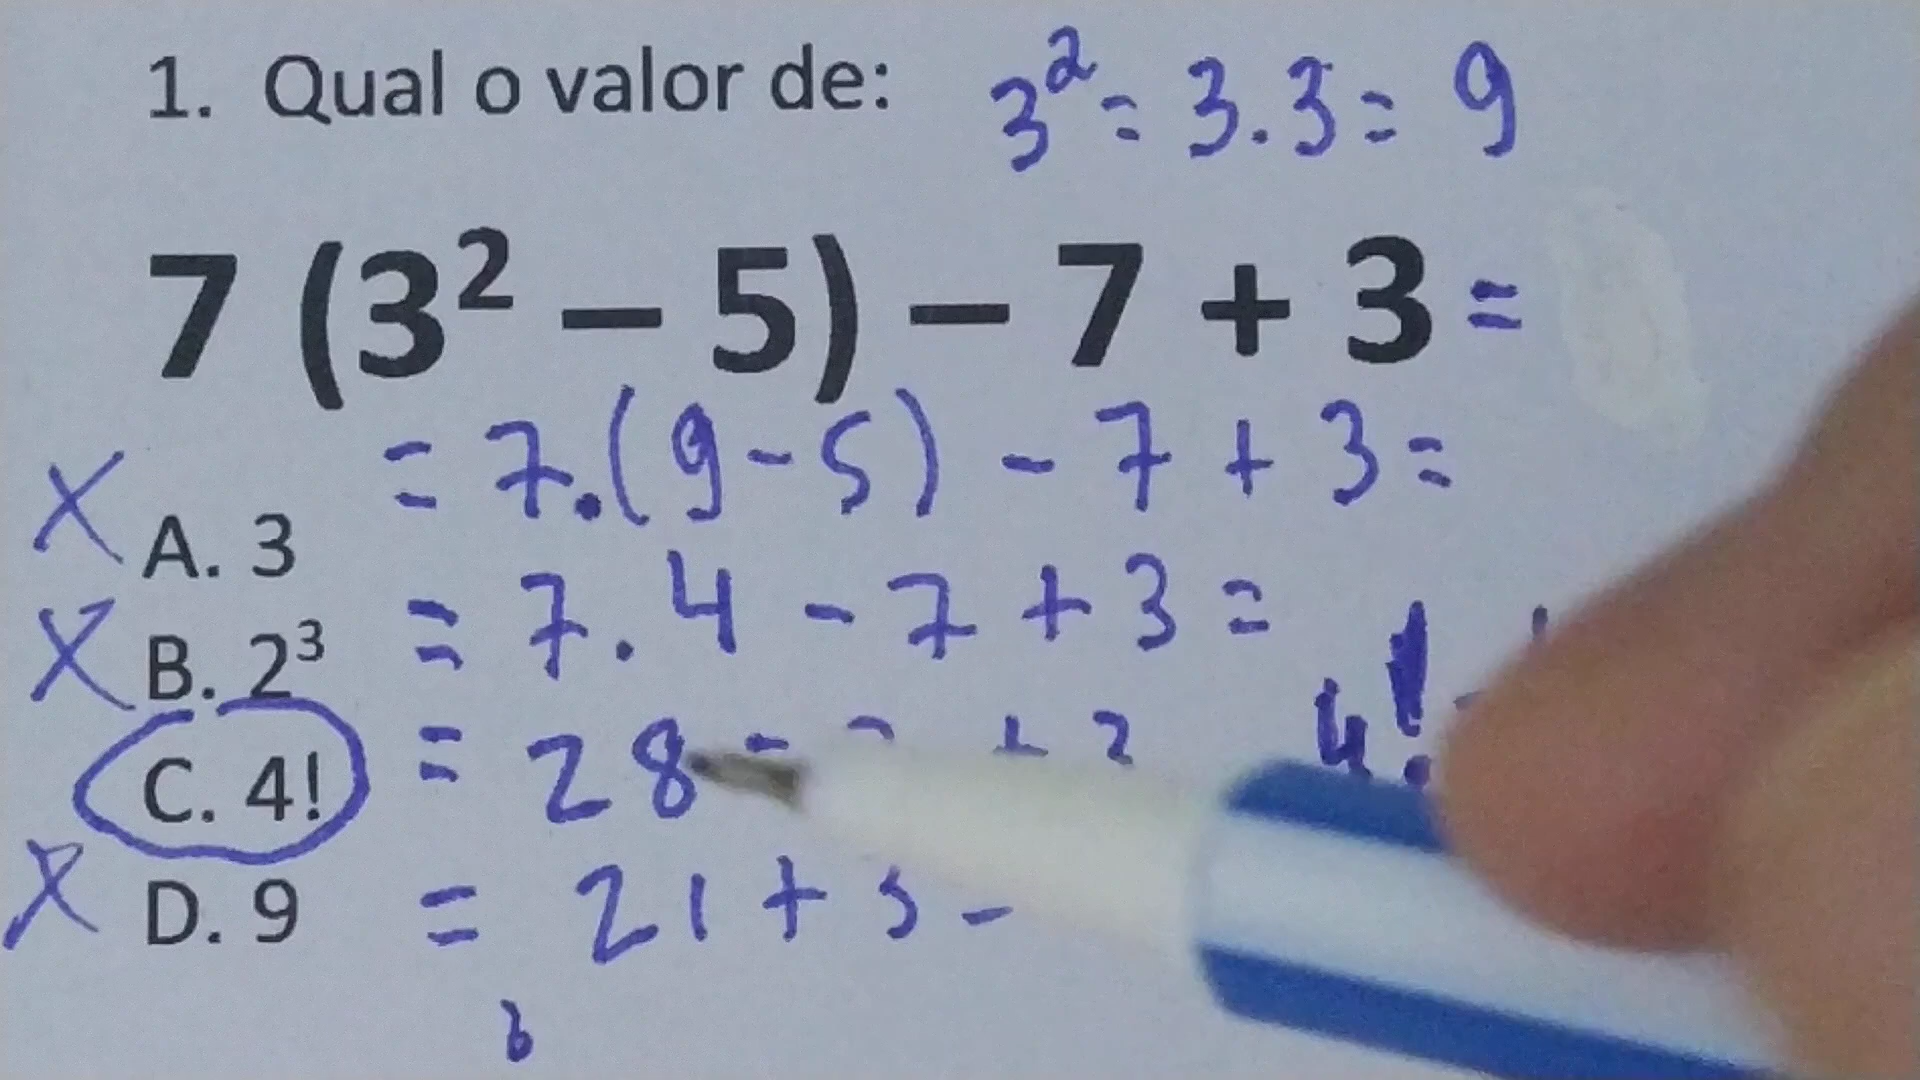 1. Qual o valor de:
3² = 3.3 = 9
7 (3² – 5) – 7 + 3 =
= 7.(9-5) - 7 + 3 =
X A. 3
= 7.4 - 7 + 3 =
X B. 2³
4!
= 28 -
C. 4!
X D. 9
= 21 +